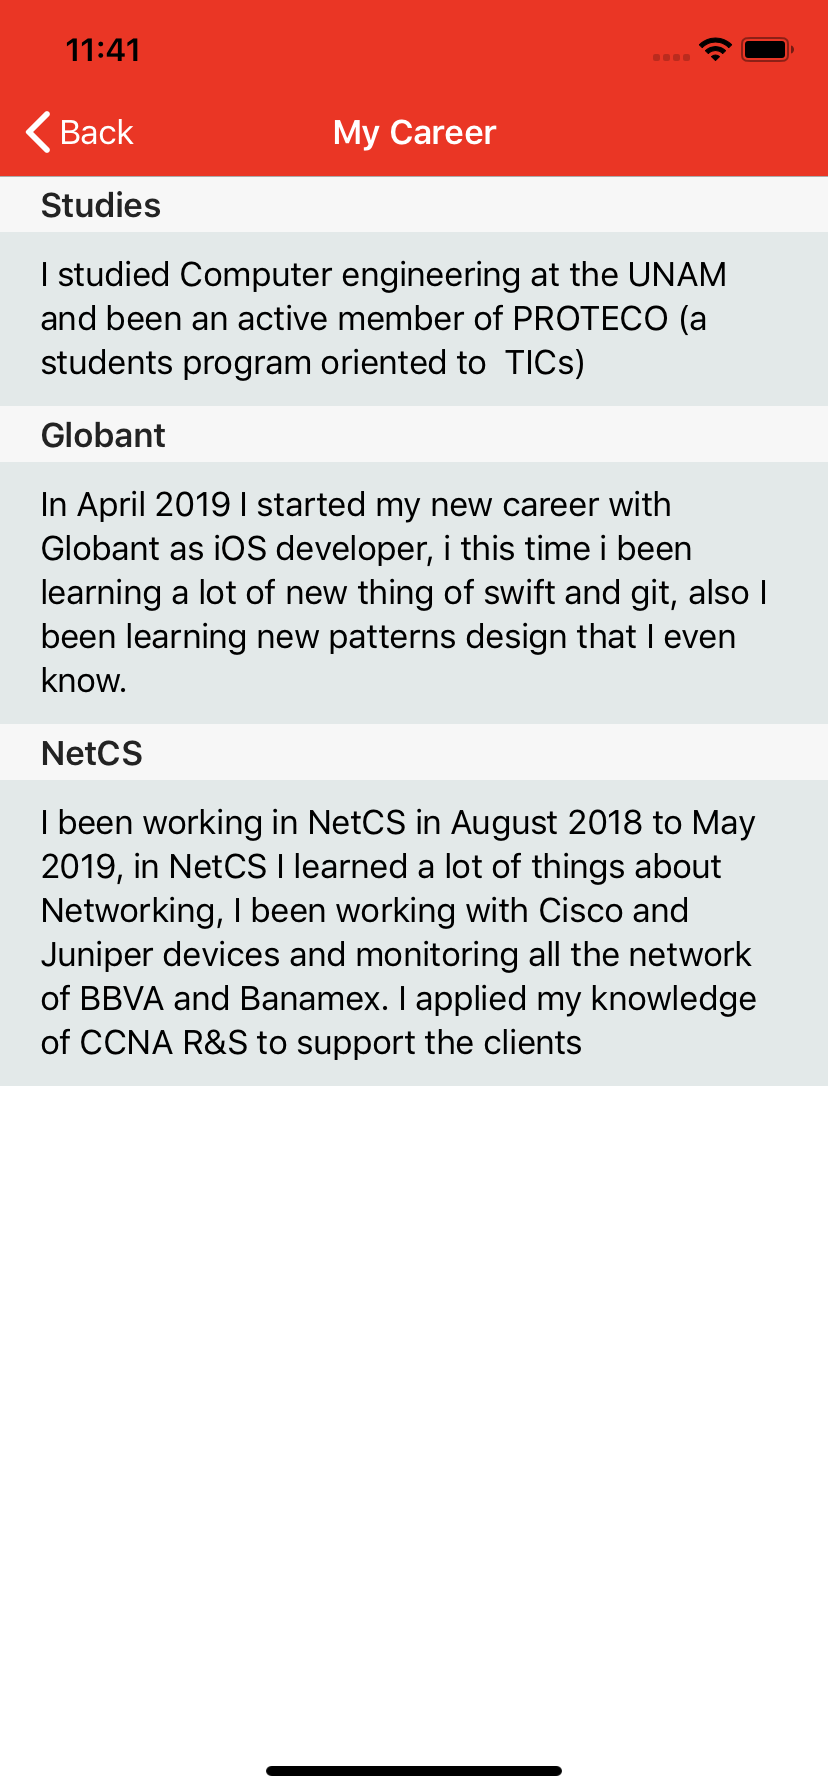 11:41
Back
My Career
Studies
I studied Computer engineering at the UNAM
and been an active member of PROTECO (a
students program oriented to  TICs)
Globant
In April 2019 I started my new career with
Globant as iOS developer, i this time i been
learning a lot of new thing of swift and git, also I
been learning new patterns design that I even
know.
NetCS
I been working in NetCS in August 2018 to May
2019, in NetCS I learned a lot of things about
Networking, I been working with Cisco and
Juniper devices and monitoring all the network
of BBVA and Banamex. I applied my knowledge
of CCNA R&S to support the clients